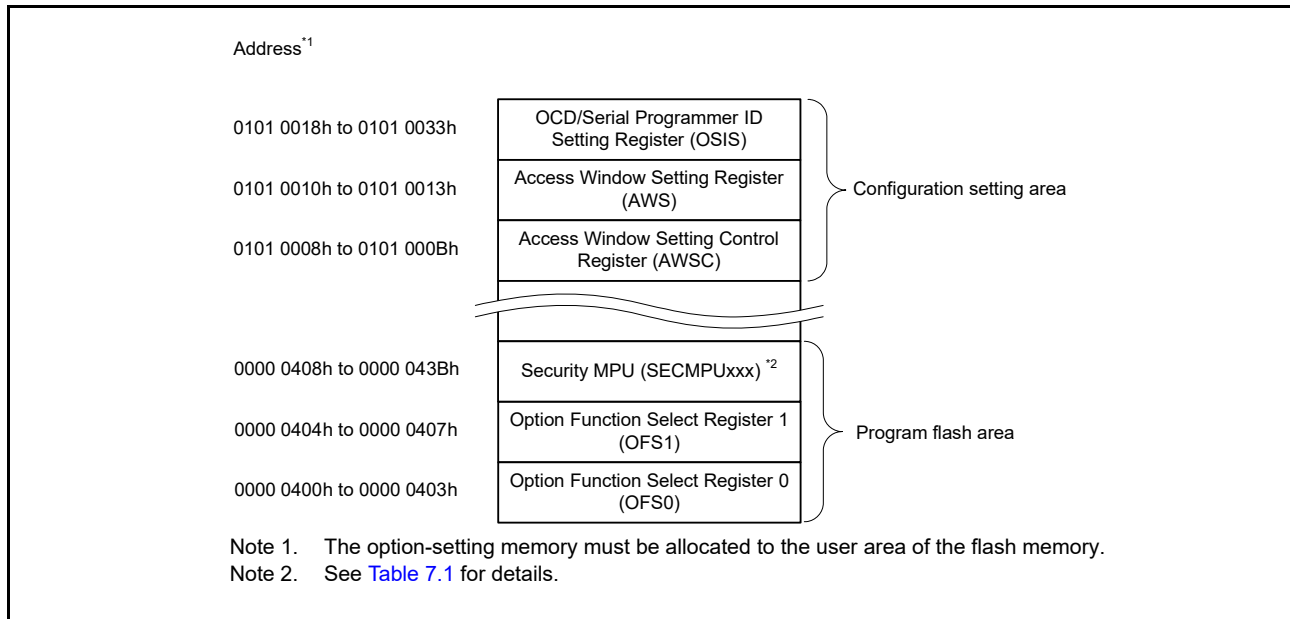 Address*1
0101 0018h to 0101 0033h
OCD/Serial Programmer ID
Setting Register (OSIS)
0101 0010h to 0101 0013h
Access Window Setting Register
(AWS)
Configuration setting area
0101 0008h to 0101 000Bh
Access Window Setting Control
Register (AWSC)
0000 0408h to 0000 043Bh
Security MPU (SECMPUxxx) *2
0000 0404h to 0000 0407h
Option Function Select Register 1
(OFS1)
Program flash area
0000 0400h to 0000 0403h
Option Function Select Register 0
(OFS0)
Note 1. The option-setting memory must be allocated to the user area of the flash memory.
Note 2. See Table 7.1 for details.